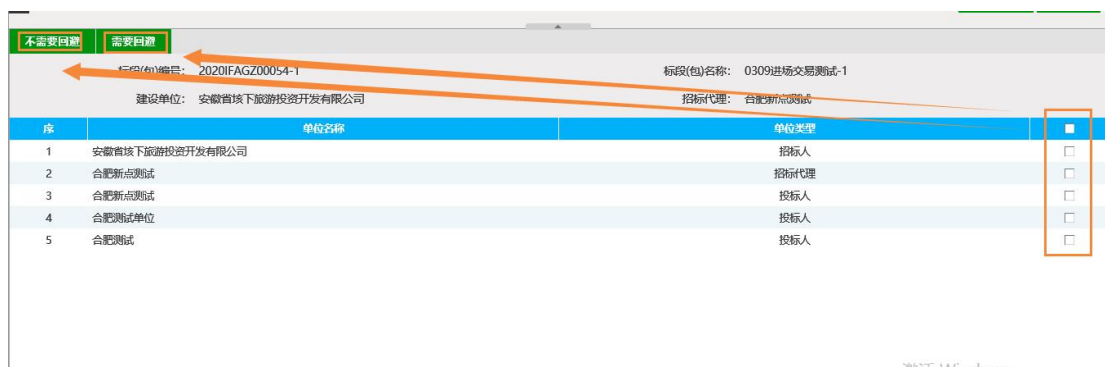 不需要回避 需要回避
标段(包)编号: 2020IFAGZ00054-1 标段(包)名称: 0309进场交易测试-1
建设单位: 安徽省垓下旅游投资开发有限公司 招标代理: 合肥新点测试
序 单位名称 单位类型
1 安徽省垓下旅游投资开发有限公司 招标人
2 合肥新点测试 招标代理
3 合肥新点测试 投标人
4 合肥测试单位 投标人
5 合肥测试 投标人
激活 Windows